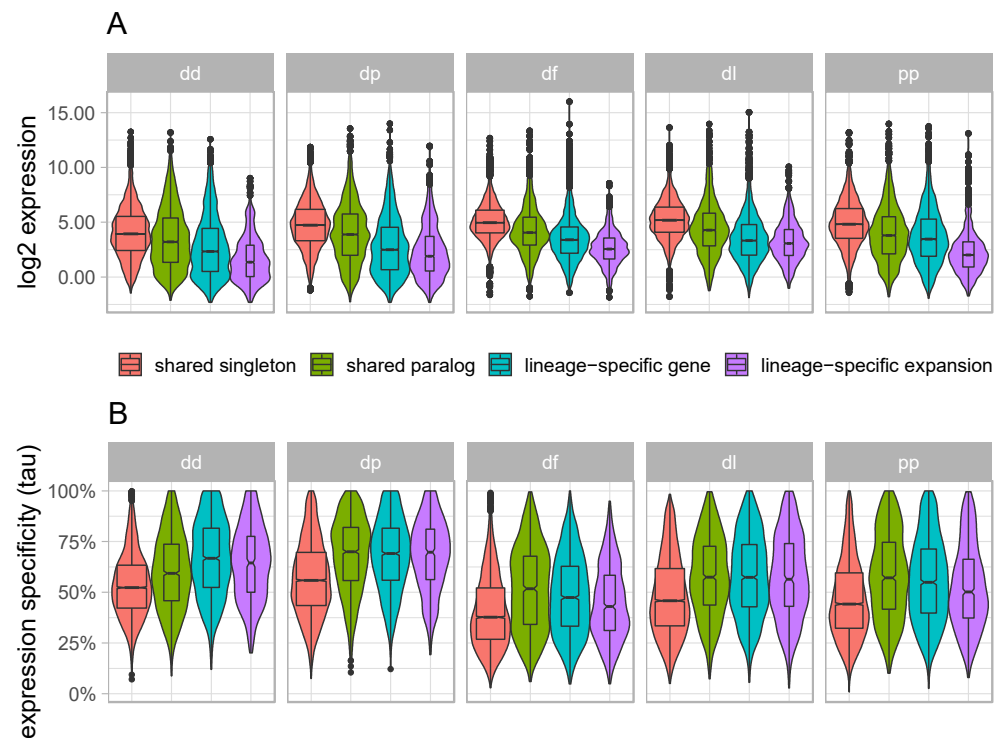 A
dd dp df dl pp
log2 expression
15.00
10.00
5.00
0.00
shared singleton shared paralog lineage−specific gene lineage−specific expansion
B
dd dp df dl pp
expression specificity (tau)
100%
75%
50%
25%
0%